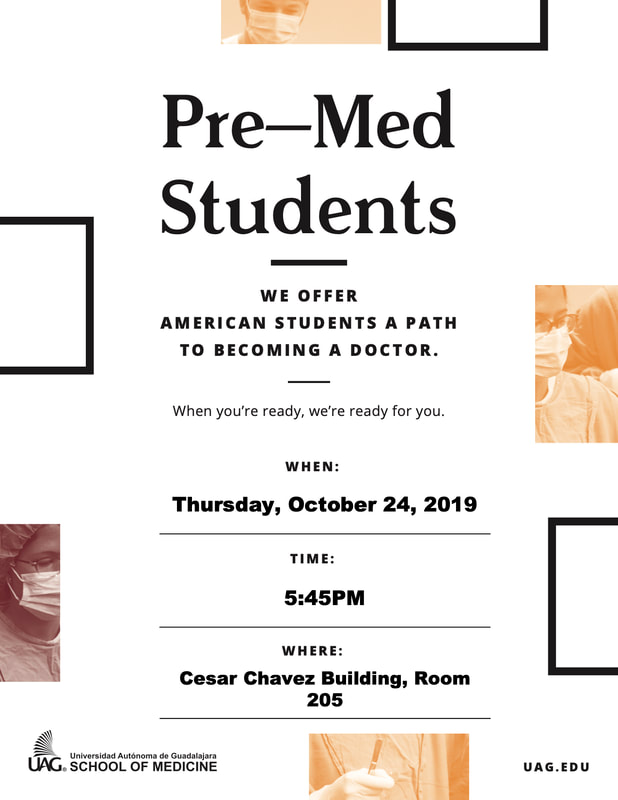 Pre—Med
Students
WE OFFER
AMERICAN STUDENTS A PATH
TO BECOMING A DOCTOR.
When you’re ready, we’re ready for you.
WHEN:
Thursday, October 24, 2019
TIME:
5:45PM
WHERE:
Cesar Chavez Building, Room
205
Universidad Autónoma de Guadalajara
UAG® SCHOOL OF MEDICINE
UAG.EDU